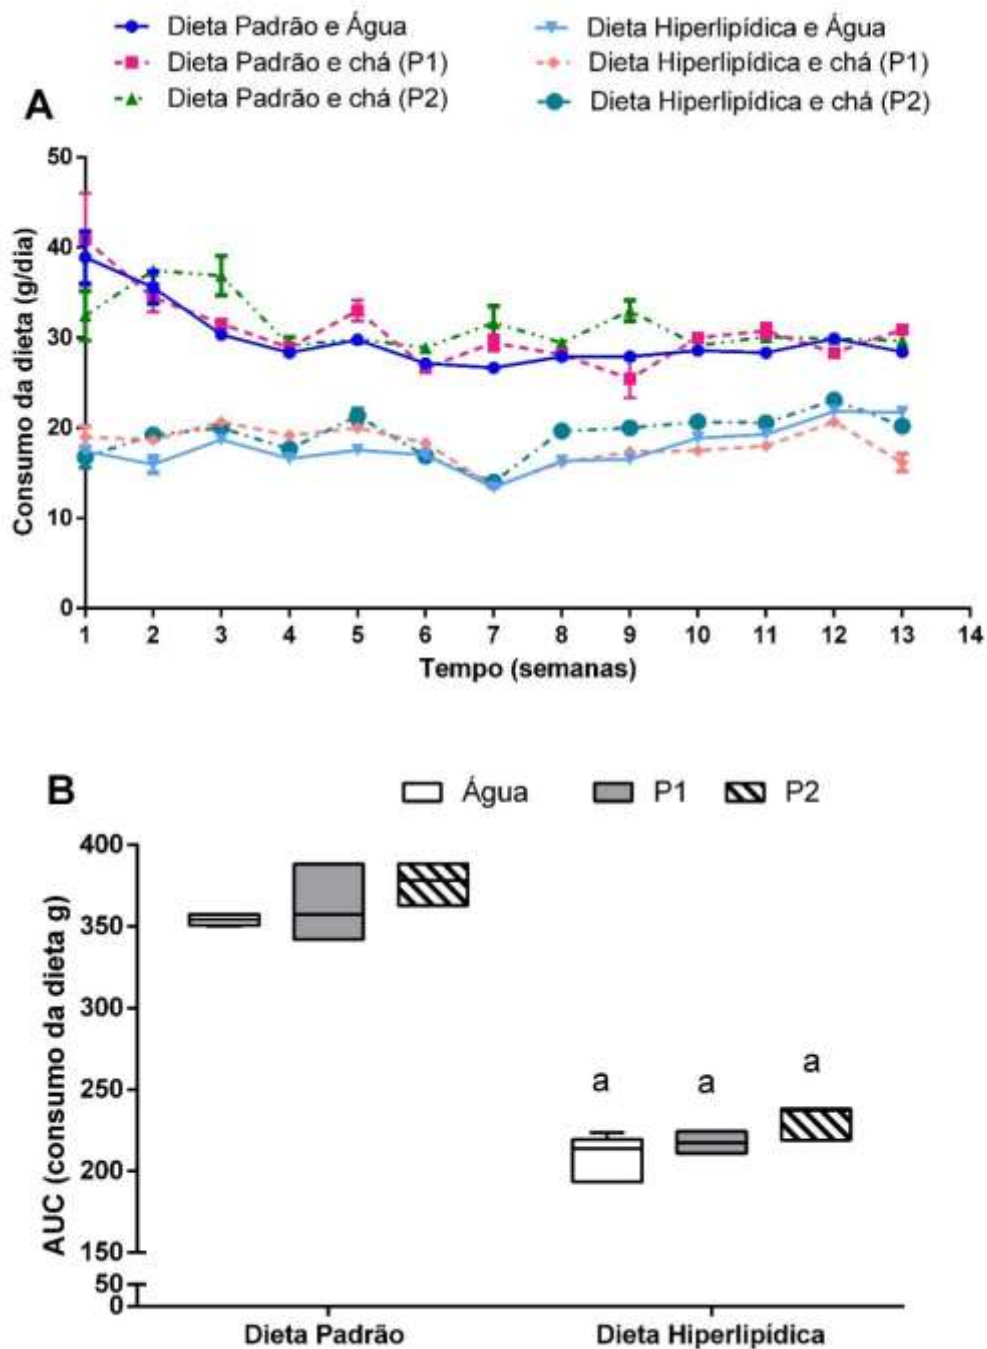 Dieta Padrão e Água
Dieta Hiperlipídica e Água
Dieta Padrão e chá (P1)
Dieta Hiperlipídica e chá (P1)
Dieta Padrão e chá (P2)
Dieta Hiperlipídica e chá (P2)
A
50
40
30
20
10
0
Consumo da dieta (g/dia)
1 2 3 4 5 6 7 8 9 10 11 12 13 14
Tempo (semanas)
B
Água P1 P2
400
350
300
250
200
150
50
0
AUC (consumo da dieta g)
a a a
Dieta Padrão Dieta Hiperlipídica